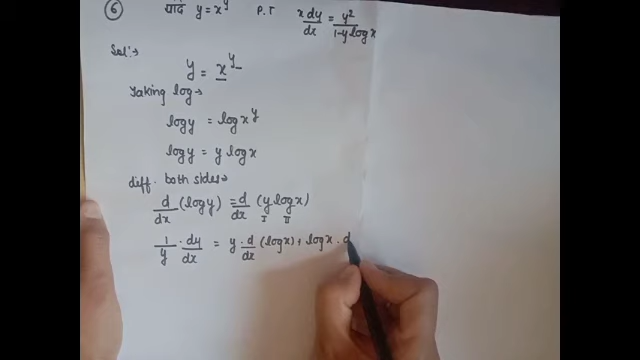 6 यदि y = x^y P.T x dy/dx = y²/(1-y log x)
Sol:-
y = x^y
Taking log→
log y = log x^y
log y = y log x
diff. both sides→
d/dx (log y) = d/dx (y log x)
I II
1/y · dy/dx = y · d/dx (log x) + log x · d